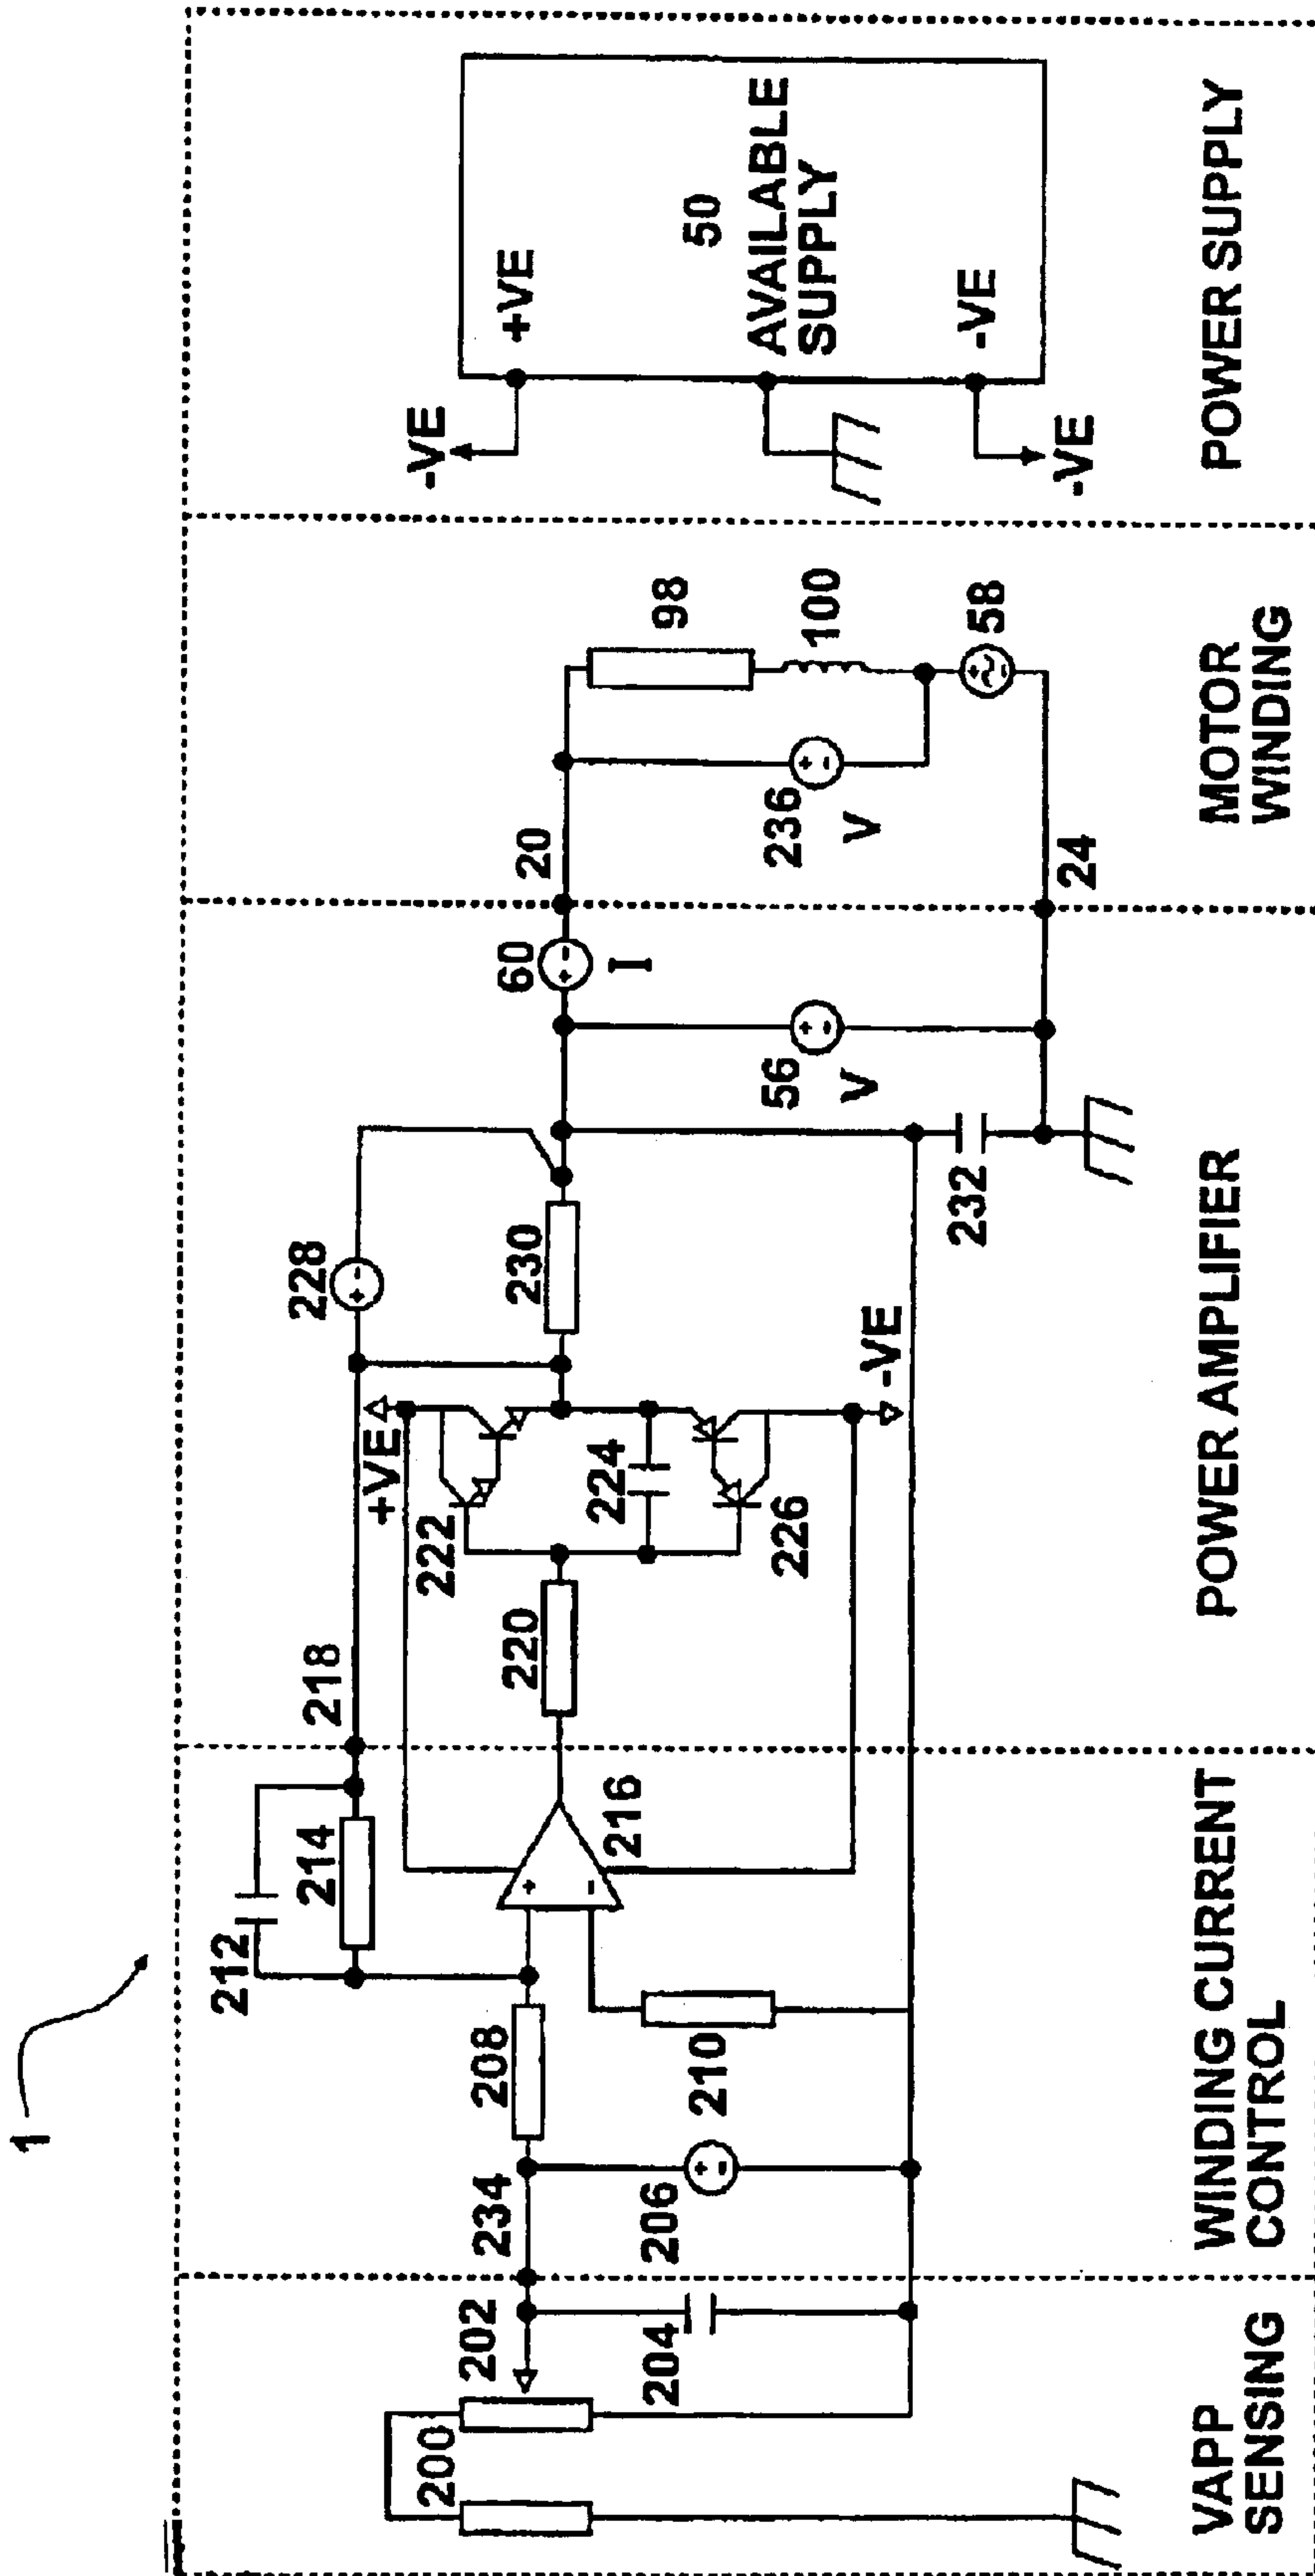 1
212
214
218
228
+VE
-VE
+VE
222
220
224
226
230
60
I
20
98
50
AVAILABLE
SUPPLY
202
234
208
216
200
204
206
210
-VE
232
56
V
236
V
100
58
24
-VE
-VE
VAPP
SENSING
WINDING CURRENT
CONTROL
POWER AMPLIFIER
MOTOR
WINDING
POWER SUPPLY